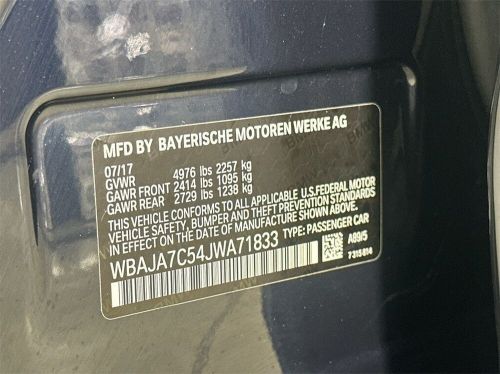 MFD BY BAYERISCHE MOTOREN WERKE AG
07/17
GVWR 4976 lbs 2257 kg
GAWR FRONT 2414 lbs 1095 kg
GAWR REAR 2729 lbs 1238 kg
THIS VEHICLE CONFORMS TO ALL APPLICABLE U.S. FEDERAL MOTOR
VEHICLE SAFETY, BUMPER, AND THEFT PREVENTION STANDARDS
IN EFFECT ON THE DATE OF MANUFACTURE SHOWN ABOVE.
WBAJA7C54JWA71833 TYPE: PASSENGER CAR
A89/5
7315814